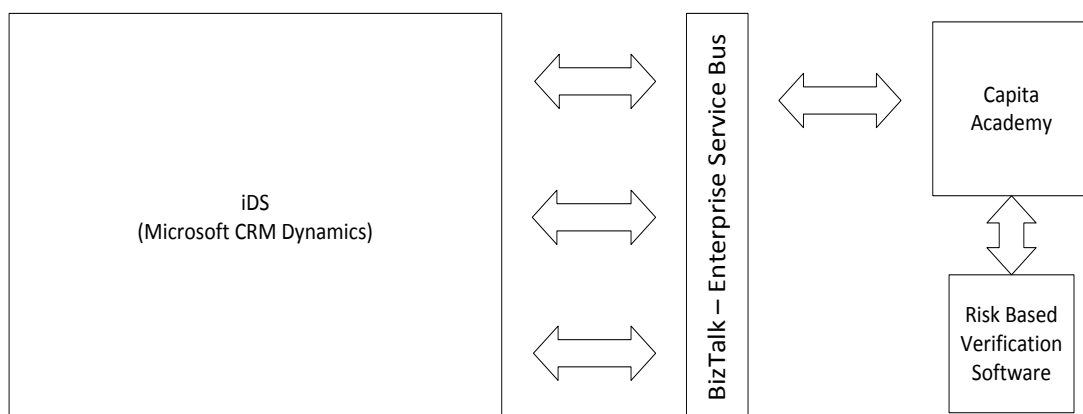 iDS
(Microsoft CRM Dynamics)
BizTalk – Enterprise Service Bus
Capita
Academy
Risk Based
Verification
Software